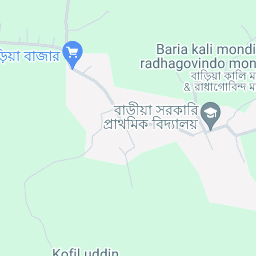 Baria kali mondi
radhagovindo mon
বাড়িয়া কালি ম
& রাধাগোবিন্দ ম
ড়িয়া বাজার
বাড়ীয়া সরকারি
প্রাথমিক বিদ্যালয়
Kofil uddin